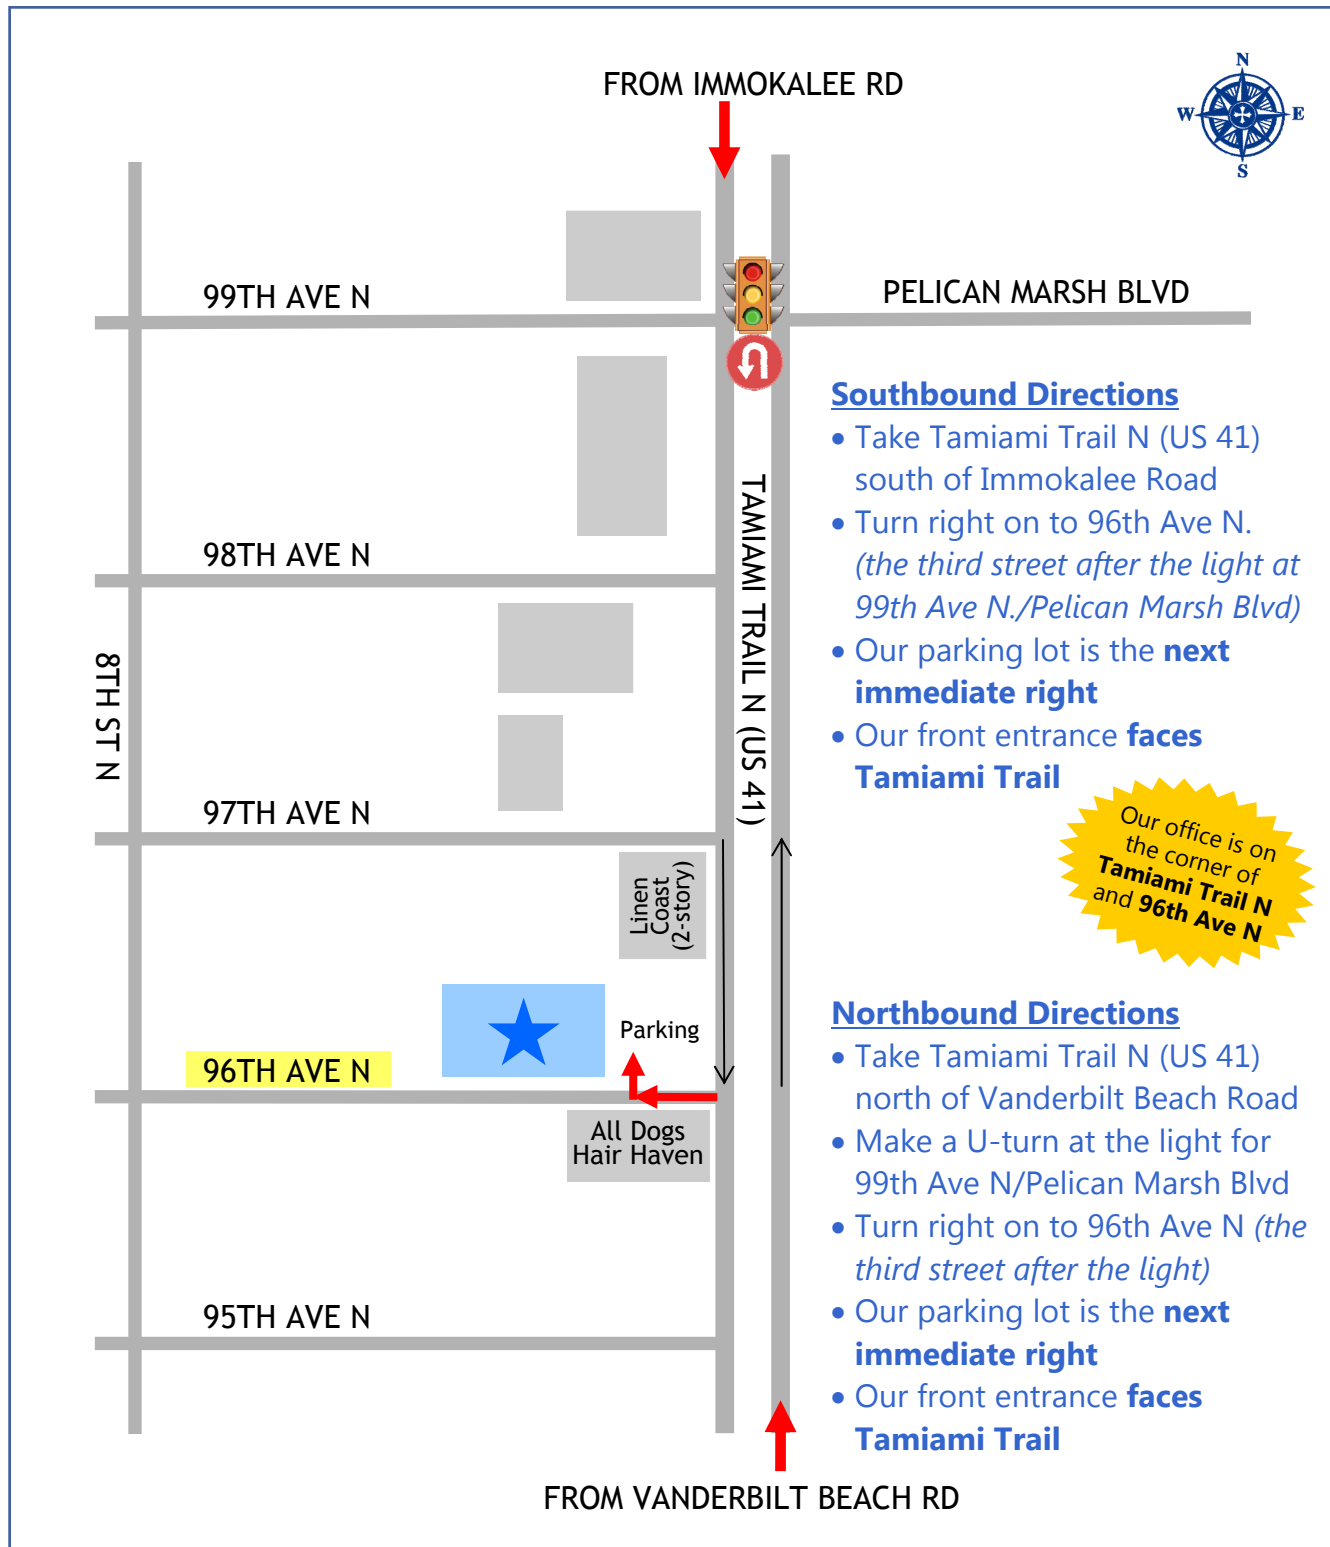 FROM IMMOKALEE RD
N
W
E
S
99TH AVE N
PELICAN MARSH BLVD
Southbound Directions
• Take Tamiami Trail N (US 41)
south of Immokalee Road
• Turn right on to 96th Ave N.
(the third street after the light at
99th Ave N./Pelican Marsh Blvd)
• Our parking lot is the next
immediate right
• Our front entrance faces
Tamiami Trail
TAMIAMI TRAIL N (US 41)
98TH AVE N
8TH ST N
97TH AVE N
Our office is on
the corner of
Tamiami Trail N
and 96th Ave N
Linen
Coast
(2-story)
Parking
96TH AVE N
All Dogs
Hair Haven
Northbound Directions
• Take Tamiami Trail N (US 41)
north of Vanderbilt Beach Road
• Make a U-turn at the light for
99th Ave N/Pelican Marsh Blvd
• Turn right on to 96th Ave N (the
third street after the light)
• Our parking lot is the next
immediate right
• Our front entrance faces
Tamiami Trail
95TH AVE N
FROM VANDERBILT BEACH RD